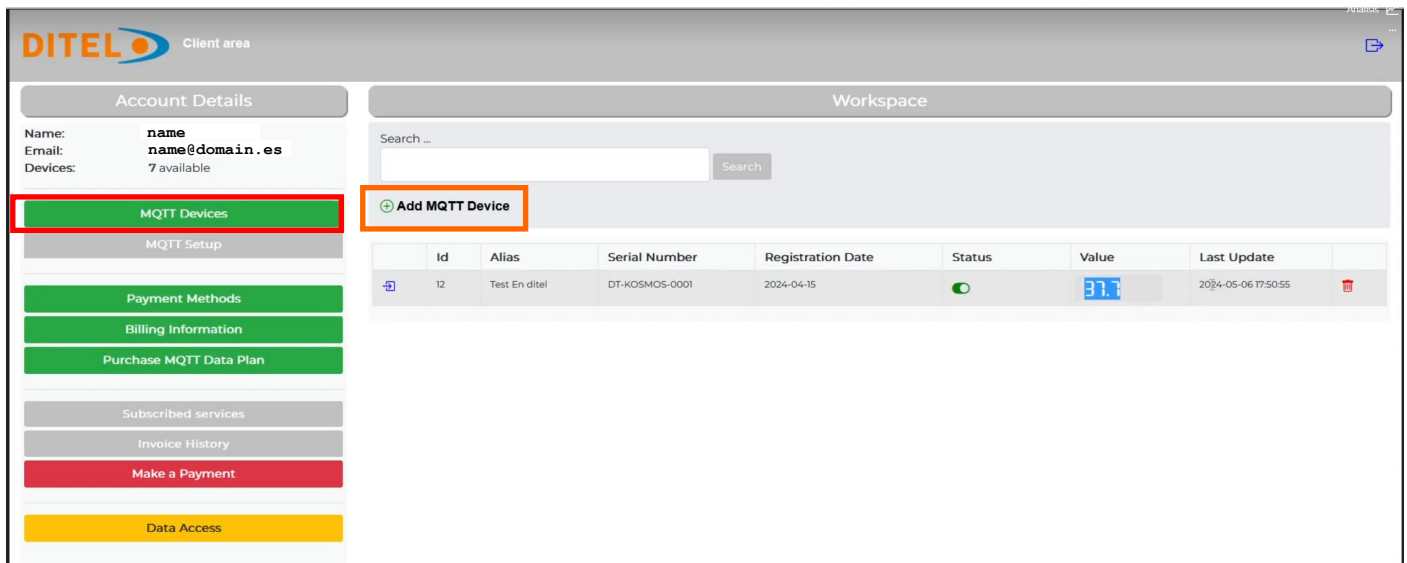 Analisis
DITEL
Client area
Account Details
Name: name
Email: name@domain.es
Devices: 7 available
MQTT Devices
MQTT Setup
Payment Methods
Billing Information
Purchase MQTT Data Plan
Subscribed services
Invoice History
Make a Payment
Data Access
Workspace
Search ...
Search
Add MQTT Device
Id Alias Serial Number Registration Date Status Value Last Update
12 Test En ditel DT-KOSMOS-0001 2024-04-15 37.7 2024-05-06 17:50:55